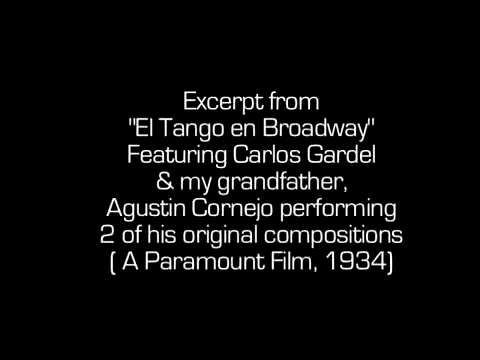 Excerpt from
"El Tango en Broadway"
Featuring Carlos Gardel
& my grandfather,
Agustin Cornejo performing
2 of his original compositions
( A Paramount Film, 1934)